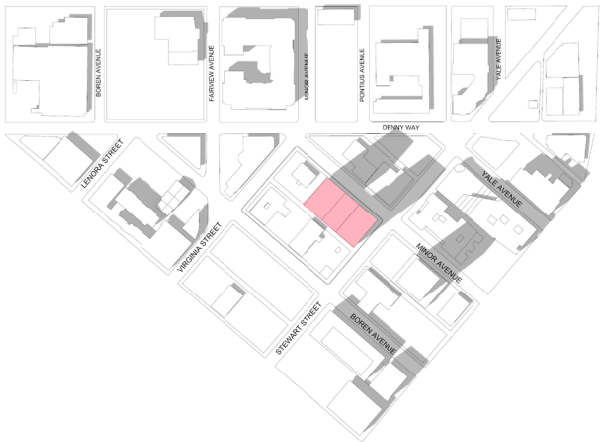 BOREN AVENUE
FAIRVIEW AVENUE
MINOR AVENUE
PONTIUS AVENUE
YALE AVENUE
DENNY WAY
LENORA STREET
YALE AVENUE
VIRGINIA STREET
MINOR AVENUE
STEWART STREET
BOREN AVENUE